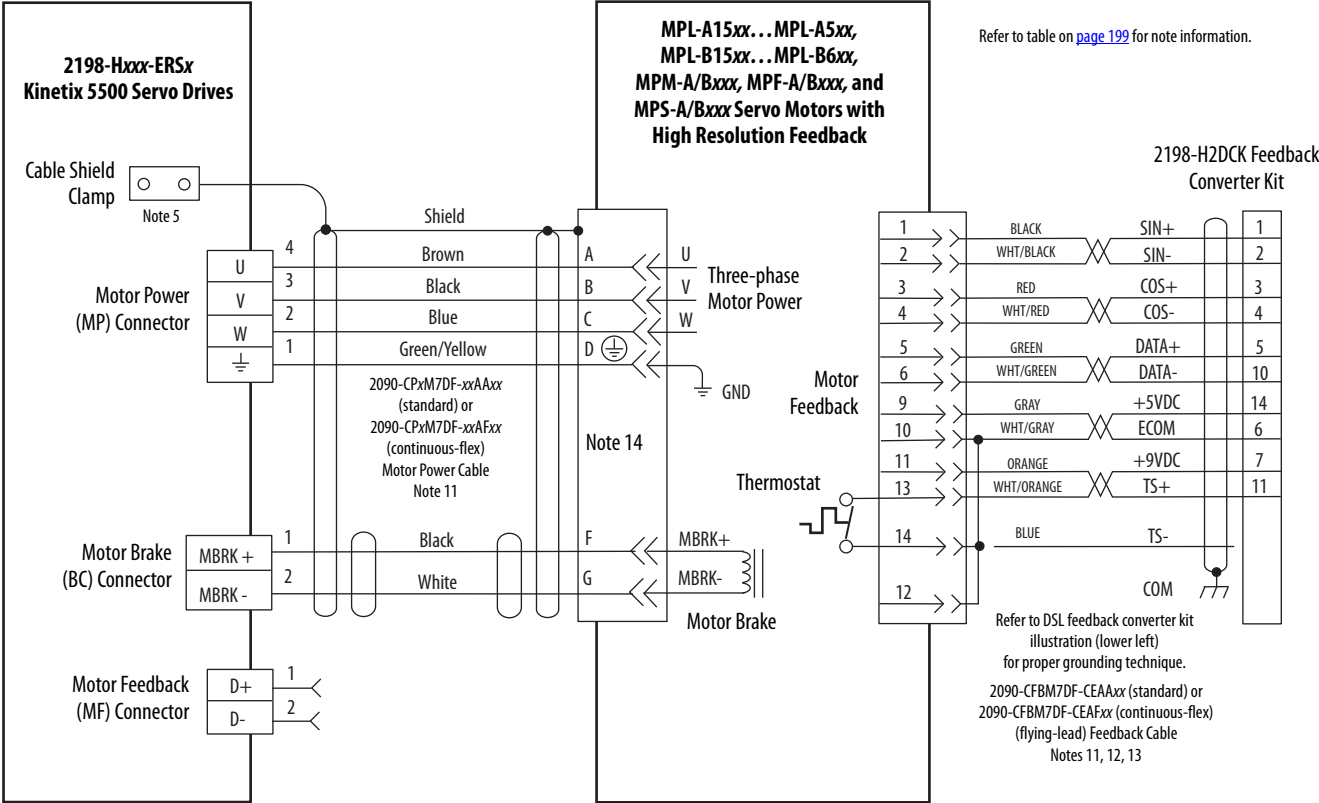 2198-Hxxx-ERSx
Kinetix 5500 Servo Drives
MPL-A15xx…MPL-A5xx,
MPL-B15xx…MPL-B6xx,
MPM-A/Bxxx, MPF-A/Bxxx, and
MPS-A/Bxxx Servo Motors with
High Resolution Feedback
Refer to table on page 199 for note information.
2198-H2DCK Feedback
Converter Kit
Cable Shield
Clamp
Note 5
Shield
Motor Power
(MP) Connector
U 4 Brown A U
V 3 Black B V
W 2 Blue C W
1 Green/Yellow D
GND
Three-phase
Motor Power
2090-CPxM7DF-xxAAxx
(standard) or
2090-CPxM7DF-xxAFxx
(continuous-flex)
Motor Power Cable
Note 11
Note 14
Motor Brake
(BC) Connector
MBRK + 1 Black F MBRK+
MBRK - 2 White G MBRK-
Motor Brake
Motor Feedback
(MF) Connector
D+ 1
D- 2
Motor
Feedback
Thermostat
1 BLACK SIN+ 1
2 WHT/BLACK SIN- 2
3 RED COS+ 3
4 WHT/RED COS- 4
5 GREEN DATA+ 5
6 WHT/GREEN DATA- 10
9 GRAY +5VDC 14
10 WHT/GRAY ECOM 6
11 ORANGE +9VDC 7
13 WHT/ORANGE TS+ 11
14 BLUE TS-
12 COM
Refer to DSL feedback converter kit
illustration (lower left)
for proper grounding technique.
2090-CFBM7DF-CEAAxx (standard) or
2090-CFBM7DF-CEAFxx (continuous-flex)
(flying-lead) Feedback Cable
Notes 11, 12, 13